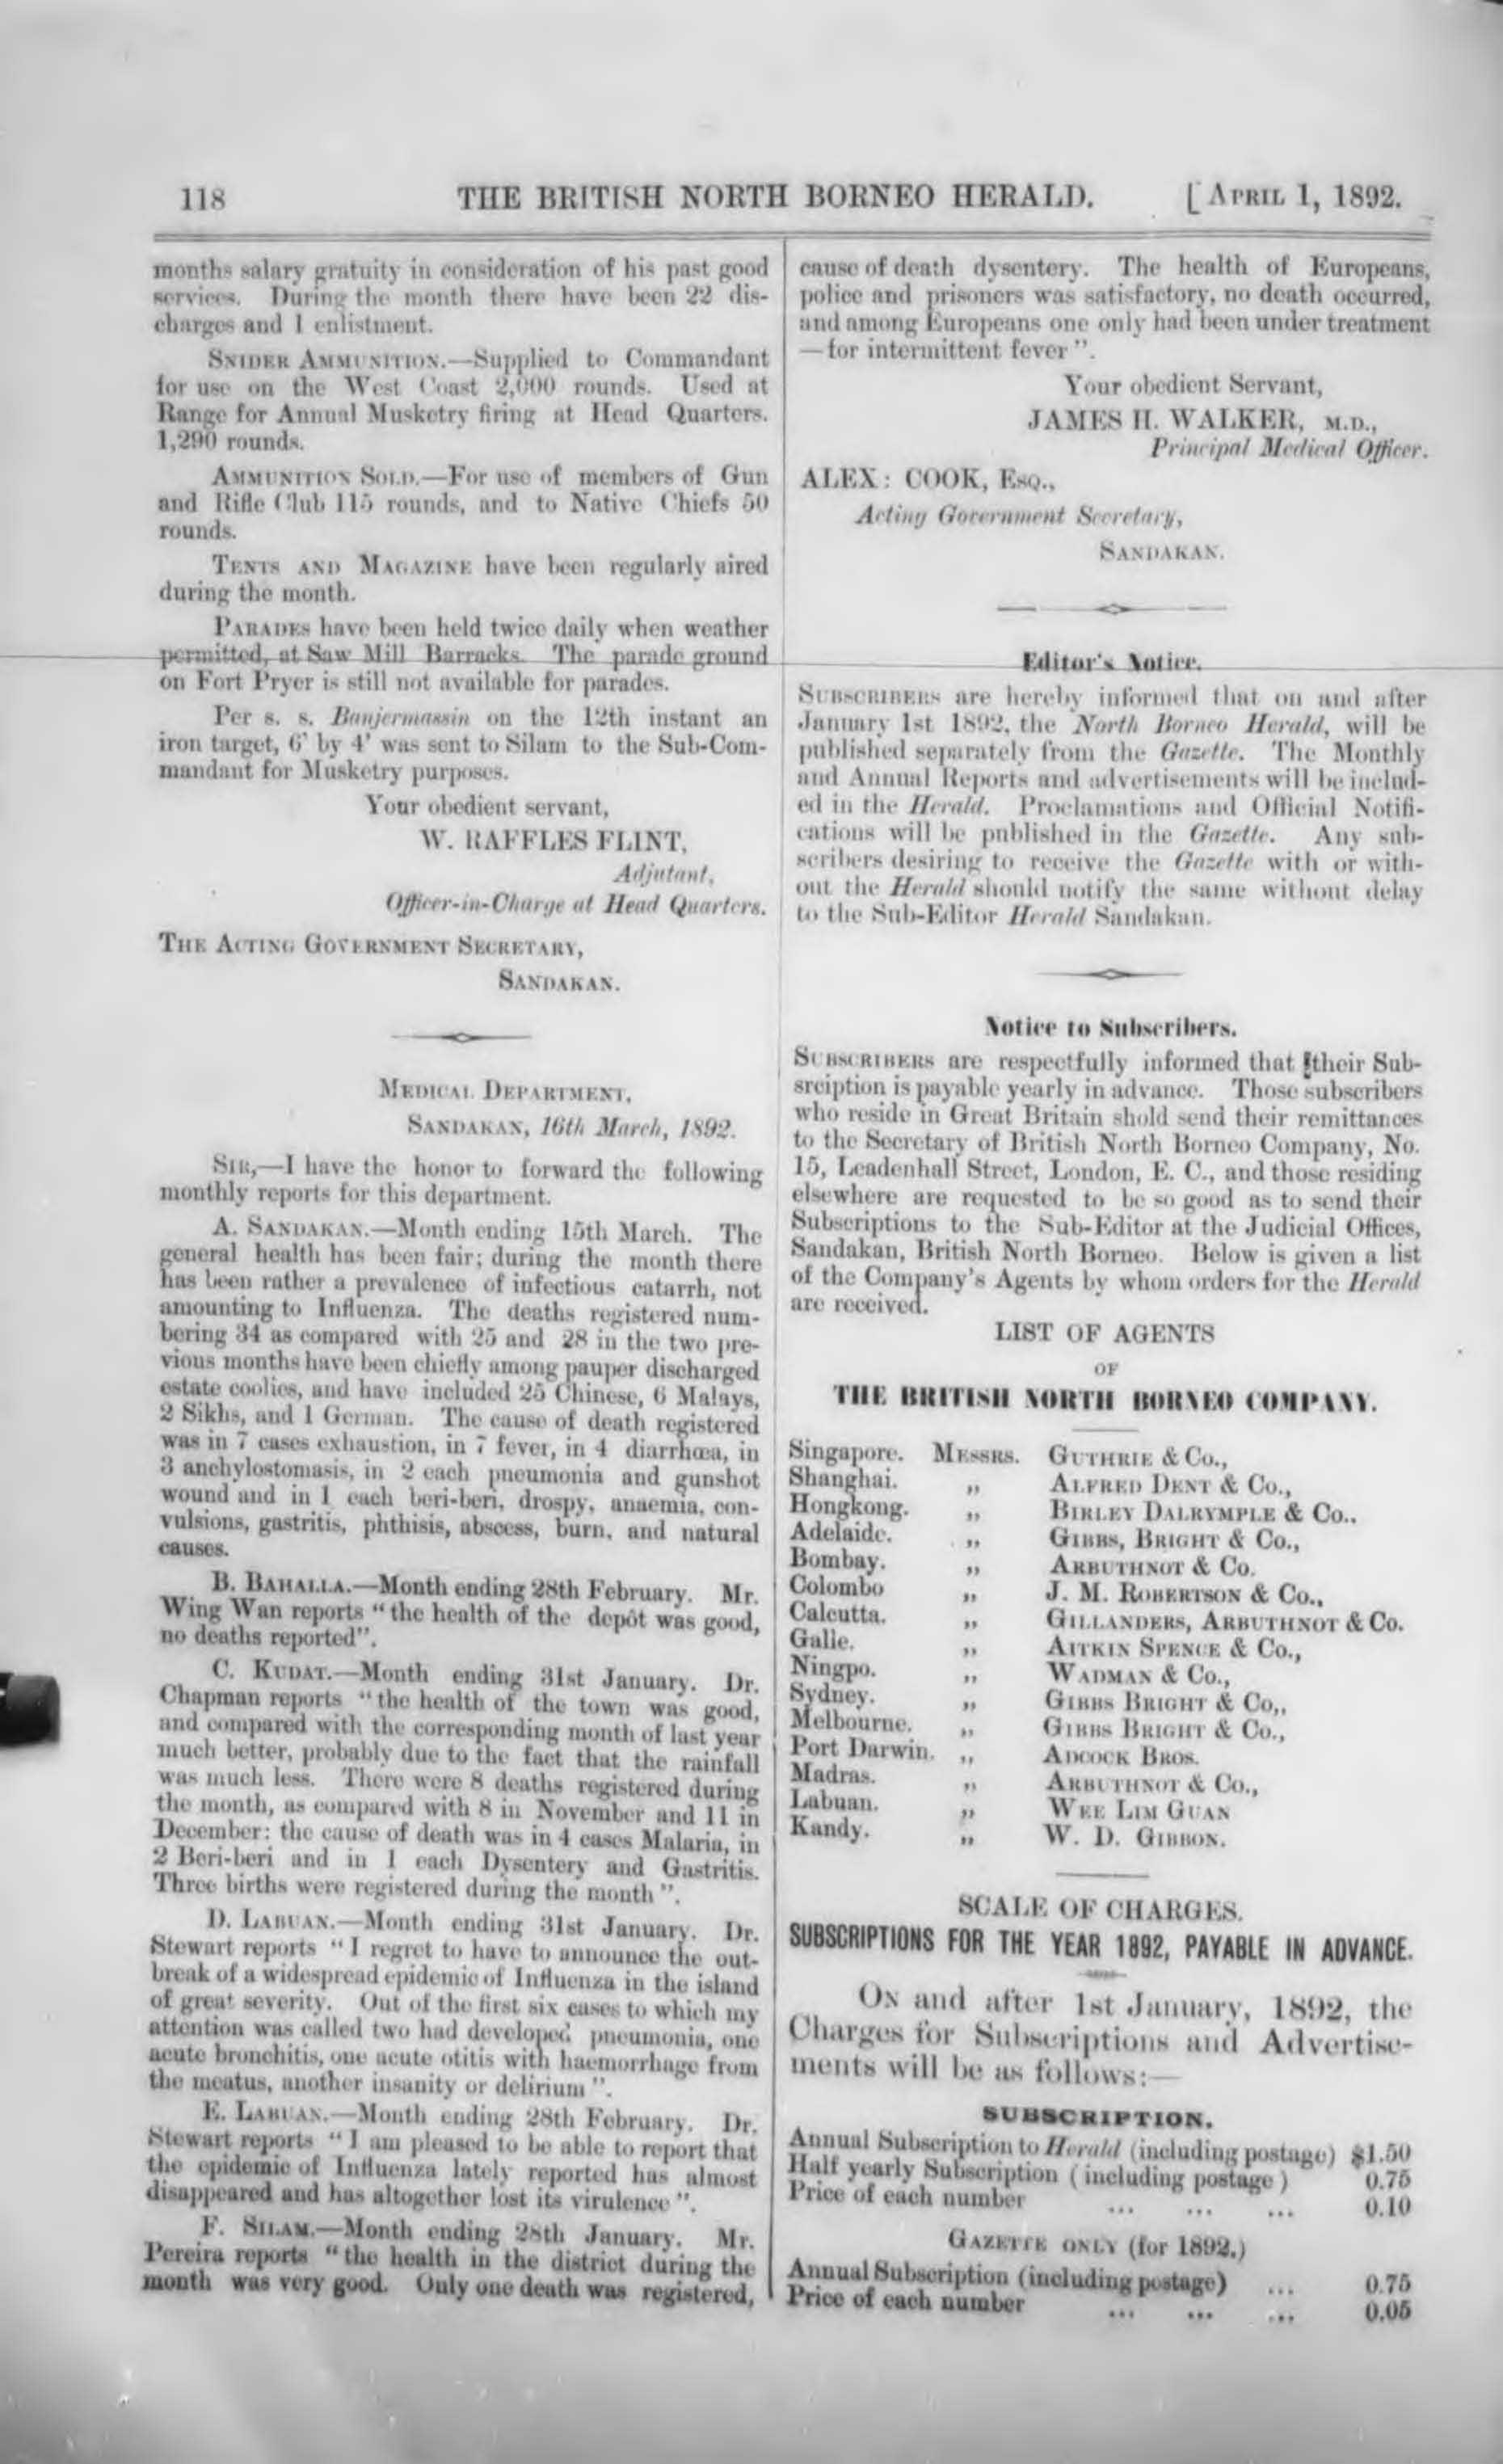 118 THE BRITISH NORTH BORNEO HERALD. [ APRIL 1, 1892.
months salary gratuity in consideration of his past good
services. During the month there have been 22 dis-
charges and 1 enlistment.
SNIDER AMMUNITION.—Supplied to Commandant
for use on the West Coast 2,000 rounds. Used at
Range for Annual Musketry firing at Head Quarters.
1,290 rounds.
AMMUNITION SOLD.—For use of members of Gun
and Rifle Club 115 rounds, and to Native Chiefs 50
rounds.
TENTS AND MAGAZINE have been regularly aired
during the month.
PARADES have been held twice daily when weather
permitted, at Saw Mill Barracks. The parade ground
on Fort Pryer is still not available for parades.
Per s. s. Banjermassin on the 12th instant an
iron target, 6' by 4' was sent to Silam to the Sub-Com-
mandant for Musketry purposes.
Your obedient servant,
W. RAFFLES FLINT,
Adjutant,
Officer-in-Charge at Head Quarters.
THE ACTING GOVERNMENT SECRETARY,
SANDAKAN.
MEDICAL DEPARTMENT,
SANDAKAN, 16th March, 1892.
SIR,—I have the honor to forward the following
monthly reports for this department.
A. SANDAKAN.—Month ending 15th March. The
general health has been fair; during the month there
has been rather a prevalence of infectious catarrh, not
amounting to Influenza. The deaths registered num-
bering 34 as compared with 25 and 28 in the two pre-
vious months have been chiefly among pauper discharged
estate coolies, and have included 25 Chinese, 6 Malays,
2 Sikhs, and 1 German. The cause of death registered
was in 7 cases exhaustion, in 7 fever, in 4 diarrhœa, in
3 anchylostomasis, in 2 each pneumonia and gunshot
wound and in 1 each beri-beri, drospy, anaemia, con-
vulsions, gastritis, phthisis, abscess, burn, and natural
causes.
B. BAHALLA.—Month ending 28th February. Mr.
Wing Wan reports "the health of the depôt was good,
no deaths reported".
C. KUDAT.—Month ending 31st January. Dr.
Chapman reports "the health of the town was good,
and compared with the corresponding month of last year
much better, probably due to the fact that the rainfall
was much less. There were 8 deaths registered during
the month, as compared with 8 in November and 11 in
December: the cause of death was in 4 cases Malaria, in
2 Beri-beri and in 1 each Dysentery and Gastritis.
Three births were registered during the month".
D. LABUAN.—Month ending 31st January. Dr.
Stewart reports "I regret to have to announce the out-
break of a widespread epidemic of Influenza in the island
of great severity. Out of the first six cases to which my
attention was called two had developed pneumonia, one
acute bronchitis, one acute otitis with haemorrhage from
the meatus, another insanity or delirium".
E. LABUAN.—Month ending 28th February. Dr.
Stewart reports "I am pleased to be able to report that
the epidemic of Influenza lately reported has almost
disappeared and has altogether lost its virulence".
F. SILAM.—Month ending 28th January. Mr.
Pereira reports "the health in the district during the
month was very good. Only one death was registered,
cause of death dysentery. The health of Europeans,
police and prisoners was satisfactory, no death occurred,
and among Europeans one only had been under treatment
—for intermittent fever".
Your obedient Servant,
JAMES H. WALKER, M.D.,
Principal Medical Officer.
ALEX: COOK, ESQ.,
Acting Government Secretary,
SANDAKAN.
Editor's Notice.
SUBSCRIBERS are hereby informed that on and after
January 1st 1892, the North Borneo Herald, will be
published separately from the Gazette. The Monthly
and Annual Reports and advertisements will be includ-
ed in the Herald. Proclamations and Official Notifi-
cations will be published in the Gazette. Any sub-
scribers desiring to receive the Gazette with or with-
out the Herald should notify the same without delay
to the Sub-Editor Herald Sandakan.
Notice to Subscribers.
SUBSCRIBERS are respectfully informed that their Sub-
srciption is payable yearly in advance. Those subscribers
who reside in Great Britain shold send their remittances
to the Secretary of British North Borneo Company, No.
15, Leadenhall Street, London, E. C., and those residing
elsewhere are requested to be so good as to send their
Subscriptions to the Sub-Editor at the Judicial Offices,
Sandakan, British North Borneo. Below is given a list
of the Company's Agents by whom orders for the Herald
are received.
LIST OF AGENTS
OF
THE BRITISH NORTH BORNEO COMPANY.
Singapore. MESSRS. GUTHRIE & Co.,
Shanghai. „ ALFRED DENT & Co.,
Hongkong. „ BIRLEY DALRYMPLE & Co..
Adelaide. „ GIBBS, BRIGHT & Co.,
Bombay. „ ARBUTHNOT & Co.
Colombo „ J. M. ROBERTSON & Co.,
Calcutta. „ GILLANDERS, ARBUTHNOT & Co.
Galle. „ AITKIN SPENCE & Co.,
Ningpo. „ WADMAN & Co.,
Sydney. „ GIBBS BRIGHT & Co,,
Melbourne. „ GIBBS BRIGHT & Co.,
Port Darwin. „ ADCOCK BROS.
Madras. „ ARBUTHNOT & Co.,
Labuan. „ WEE LIM GUAN
Kandy. „ W. D. GIBBON.
SCALE OF CHARGES.
SUBSCRIPTIONS FOR THE YEAR 1892, PAYABLE IN ADVANCE.
ON and after 1st January, 1892, the
Charges for Subscriptions and Advertise-
ments will be as follows:—
SUBSCRIPTION.
Annual Subscription to Herald (including postage) $1.50
Half yearly Subscription ( including postage ) 0.75
Price of each number ... ... ... 0.10
GAZETTE ONLY (for 1892.)
Annual Subscription (including postage) ... 0.75
Price of each number ... ... ... 0.05